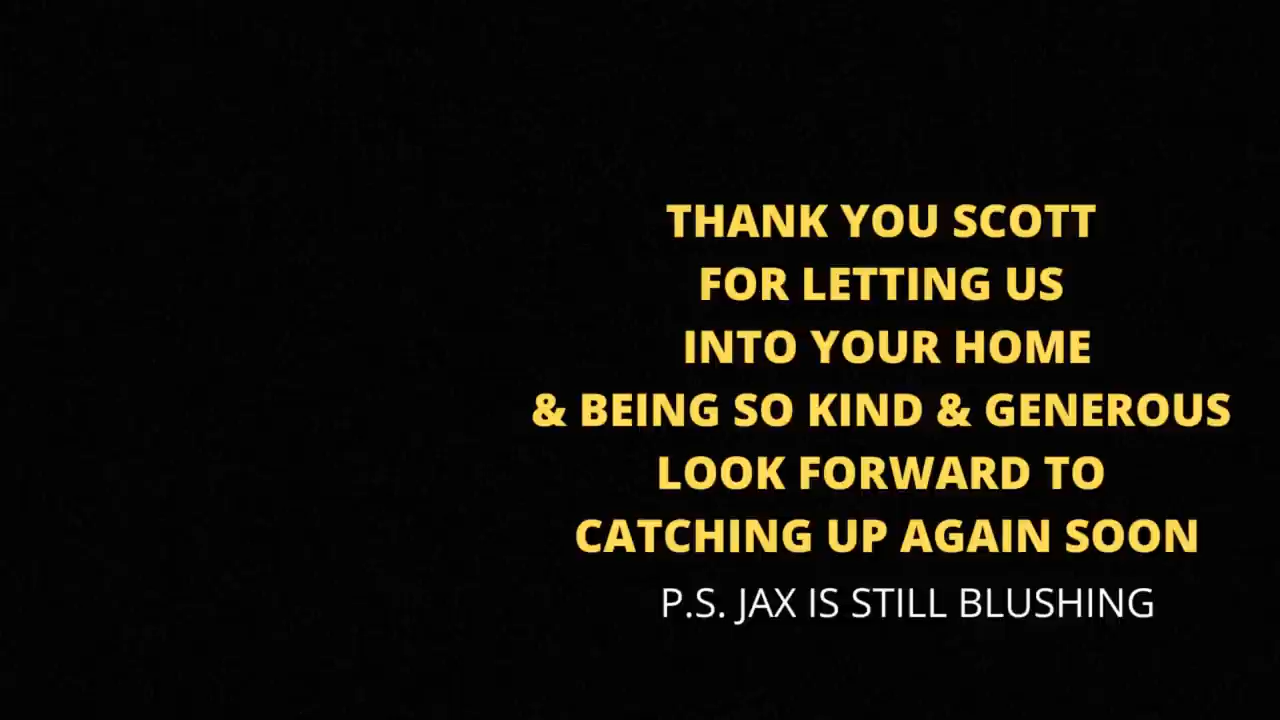 THANK YOU SCOTT
FOR LETTING US
INTO YOUR HOME
& BEING SO KIND & GENEROUS
LOOK FORWARD TO
CATCHING UP AGAIN SOON
P.S. JAX IS STILL BLUSHING